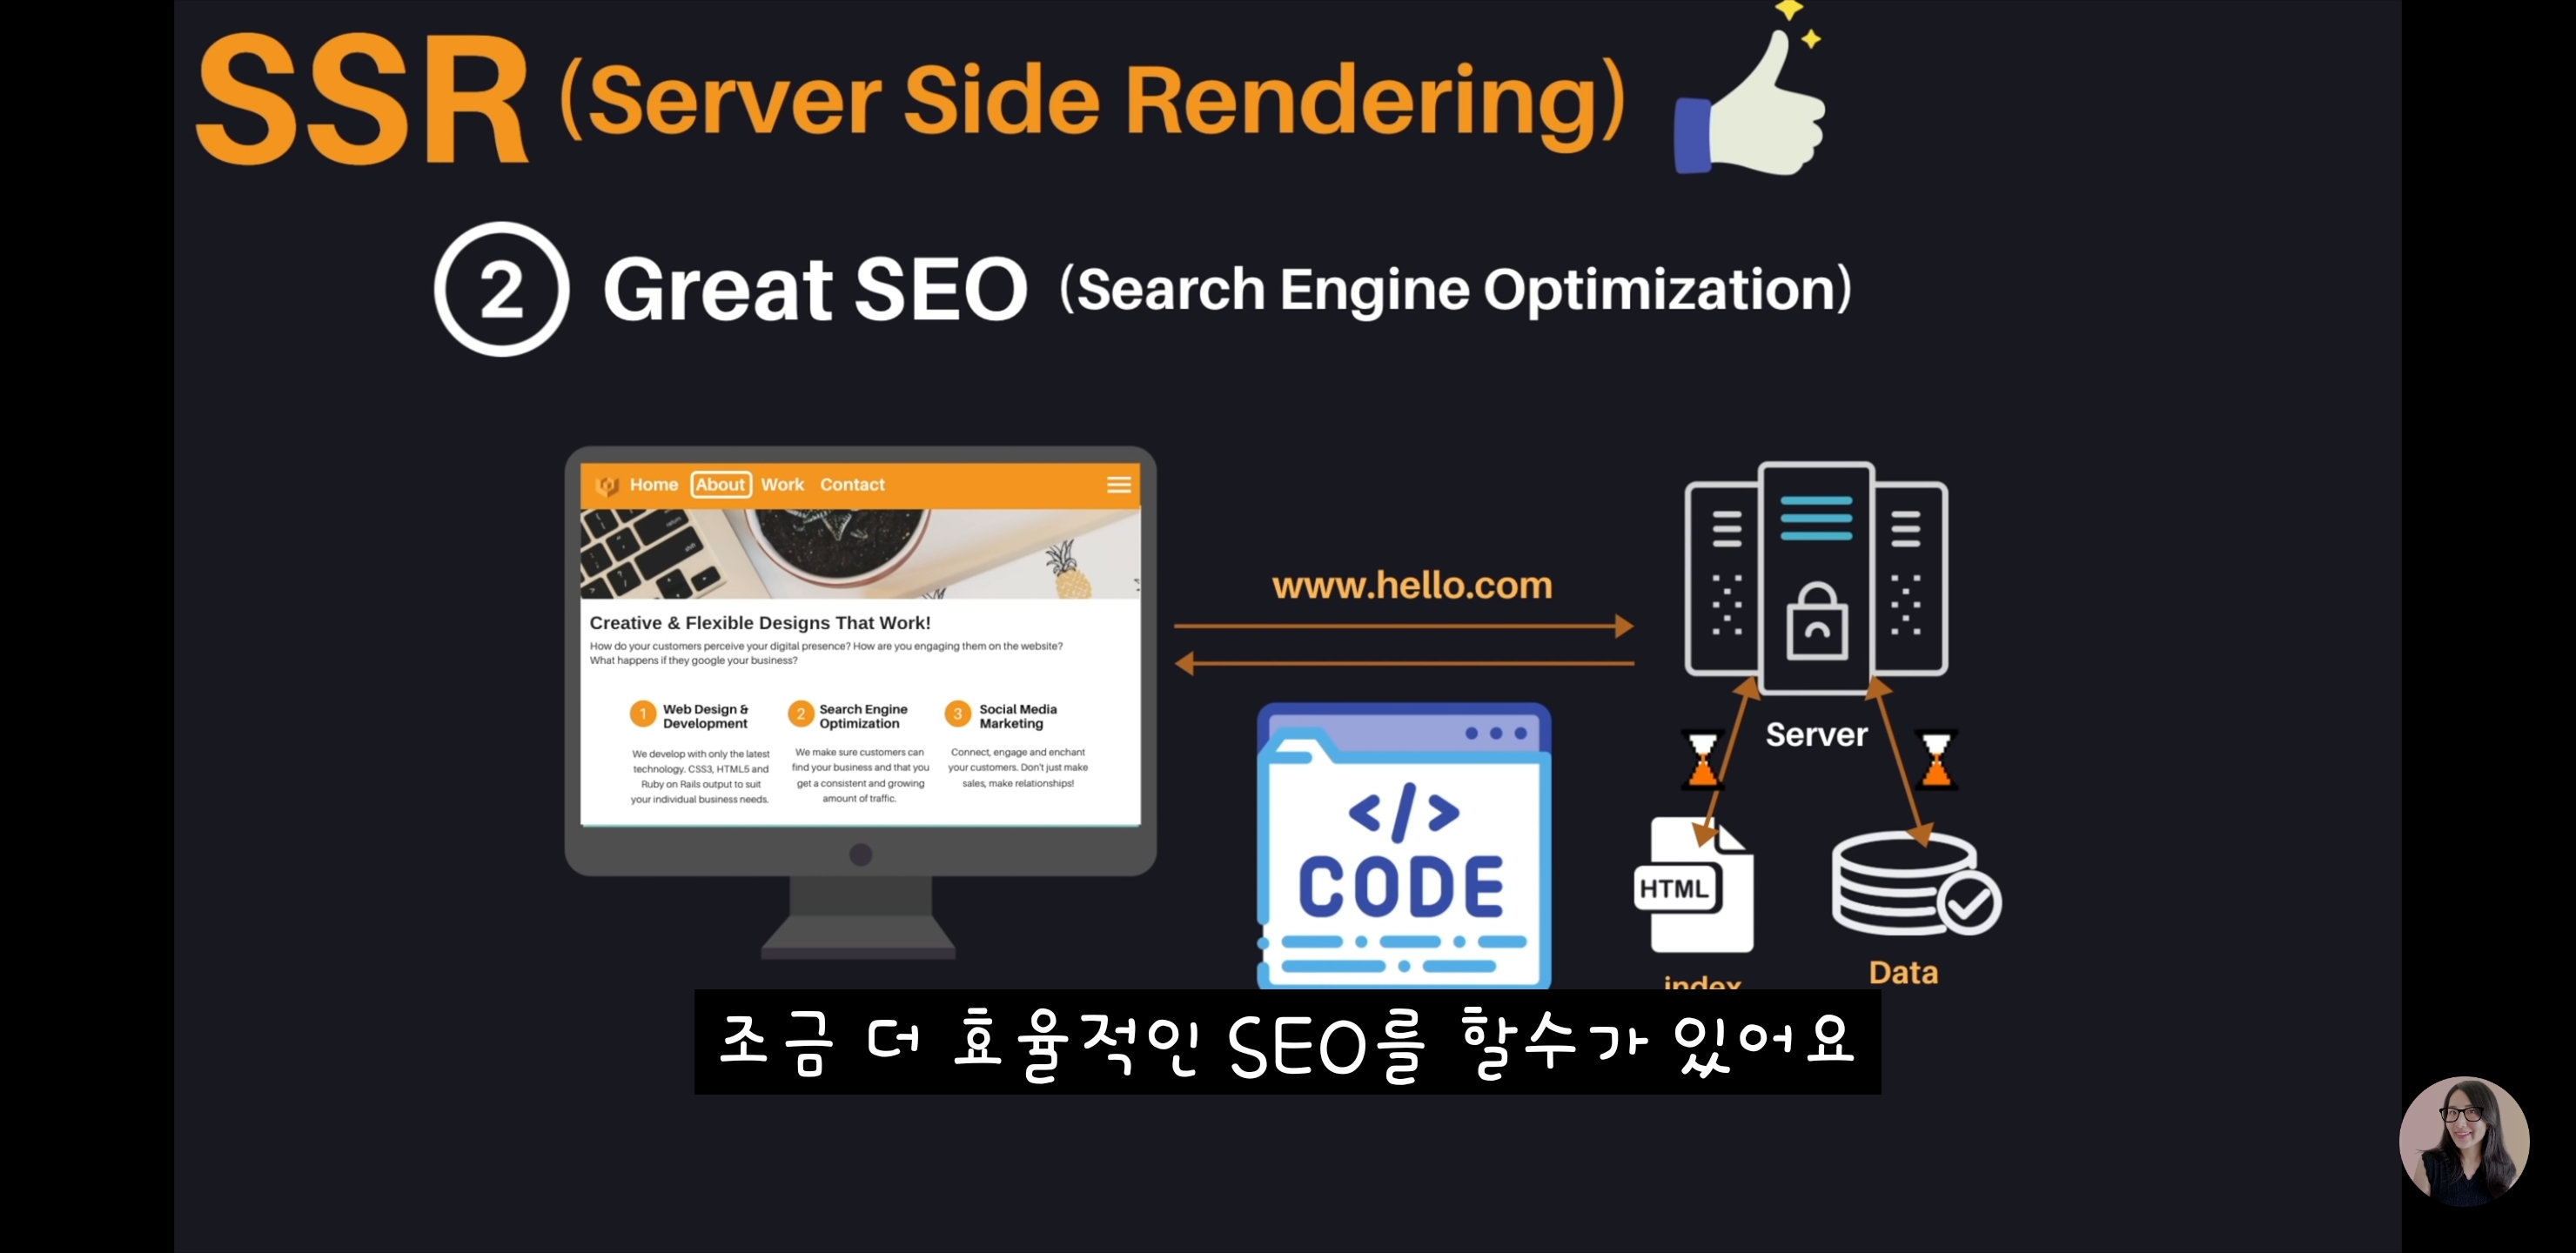 SSR (Server Side Rendering)
2 Great SEO (Search Engine Optimization)
Home About Work Contact
return
shift
Creative & Flexible Designs That Work!
How do your customers perceive your digital presence? How are you engaging them on the website?
What happens if they google your business?
1 Web Design &
Development
We develop with only the latest
technology. CSS3, HTML5 and
Ruby on Rails output to suit
your individual business needs.
2 Search Engine
Optimization
We make sure customers can
find your business and that you
get a consistent and growing
amount of traffic.
3 Social Media
Marketing
Connect, engage and enchant
your customers. Don't just make
sales, make relationships!
www.hello.com
</>
CODE
Server
HTML
index
Data
조금 더 효율적인 SEO를 할수가 있어요